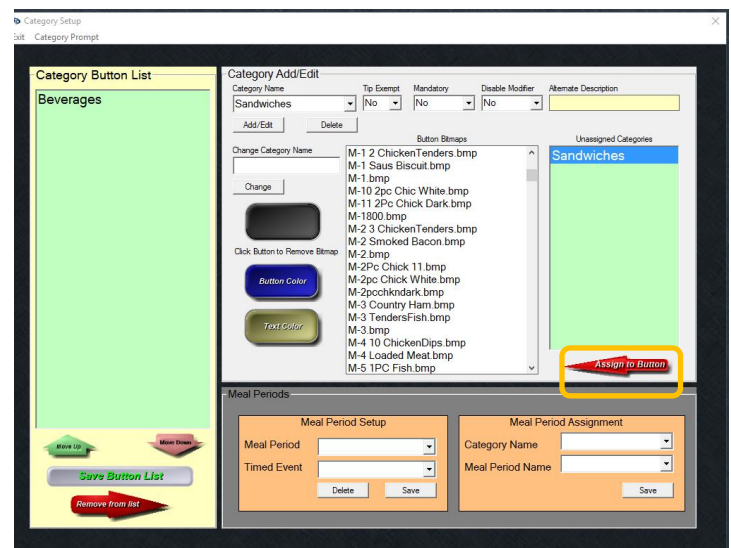 Category Setup
Exit Category Prompt
Category Button List
Beverages
Move Up
Move Down
Save Button List
Remove from list
Category Add/Edit
Category Name
Tip Exempt
Mandatory
Disable Modifier
Alternate Description
Sandwiches
No
No
No
Add/Edit
Delete
Button Bitmaps
Unassigned Categories
Change Category Name
Change
Click Button to Remove Bitmap
Button Color
Text Color
M-1 2 ChickenTenders.bmp
M-1 Saus Biscuit.bmp
M-1.bmp
M-10 2pc Chic White.bmp
M-11 2Pc Chick Dark.bmp
M-1800.bmp
M-2 3 ChickenTenders.bmp
M-2 Smoked Bacon.bmp
M-2.bmp
M-2Pc Chick 11.bmp
M-2pc Chick White.bmp
M-2pcchkndark.bmp
M-3 Country Ham.bmp
M-3 TendersFish.bmp
M-3.bmp
M-4 10 ChickenDips.bmp
M-4 Loaded Meat.bmp
M-5 1PC Fish.bmp
Sandwiches
Assign to Button
Meal Periods
Meal Period Setup
Meal Period
Timed Event
Delete
Save
Meal Period Assignment
Category Name
Meal Period Name
Save